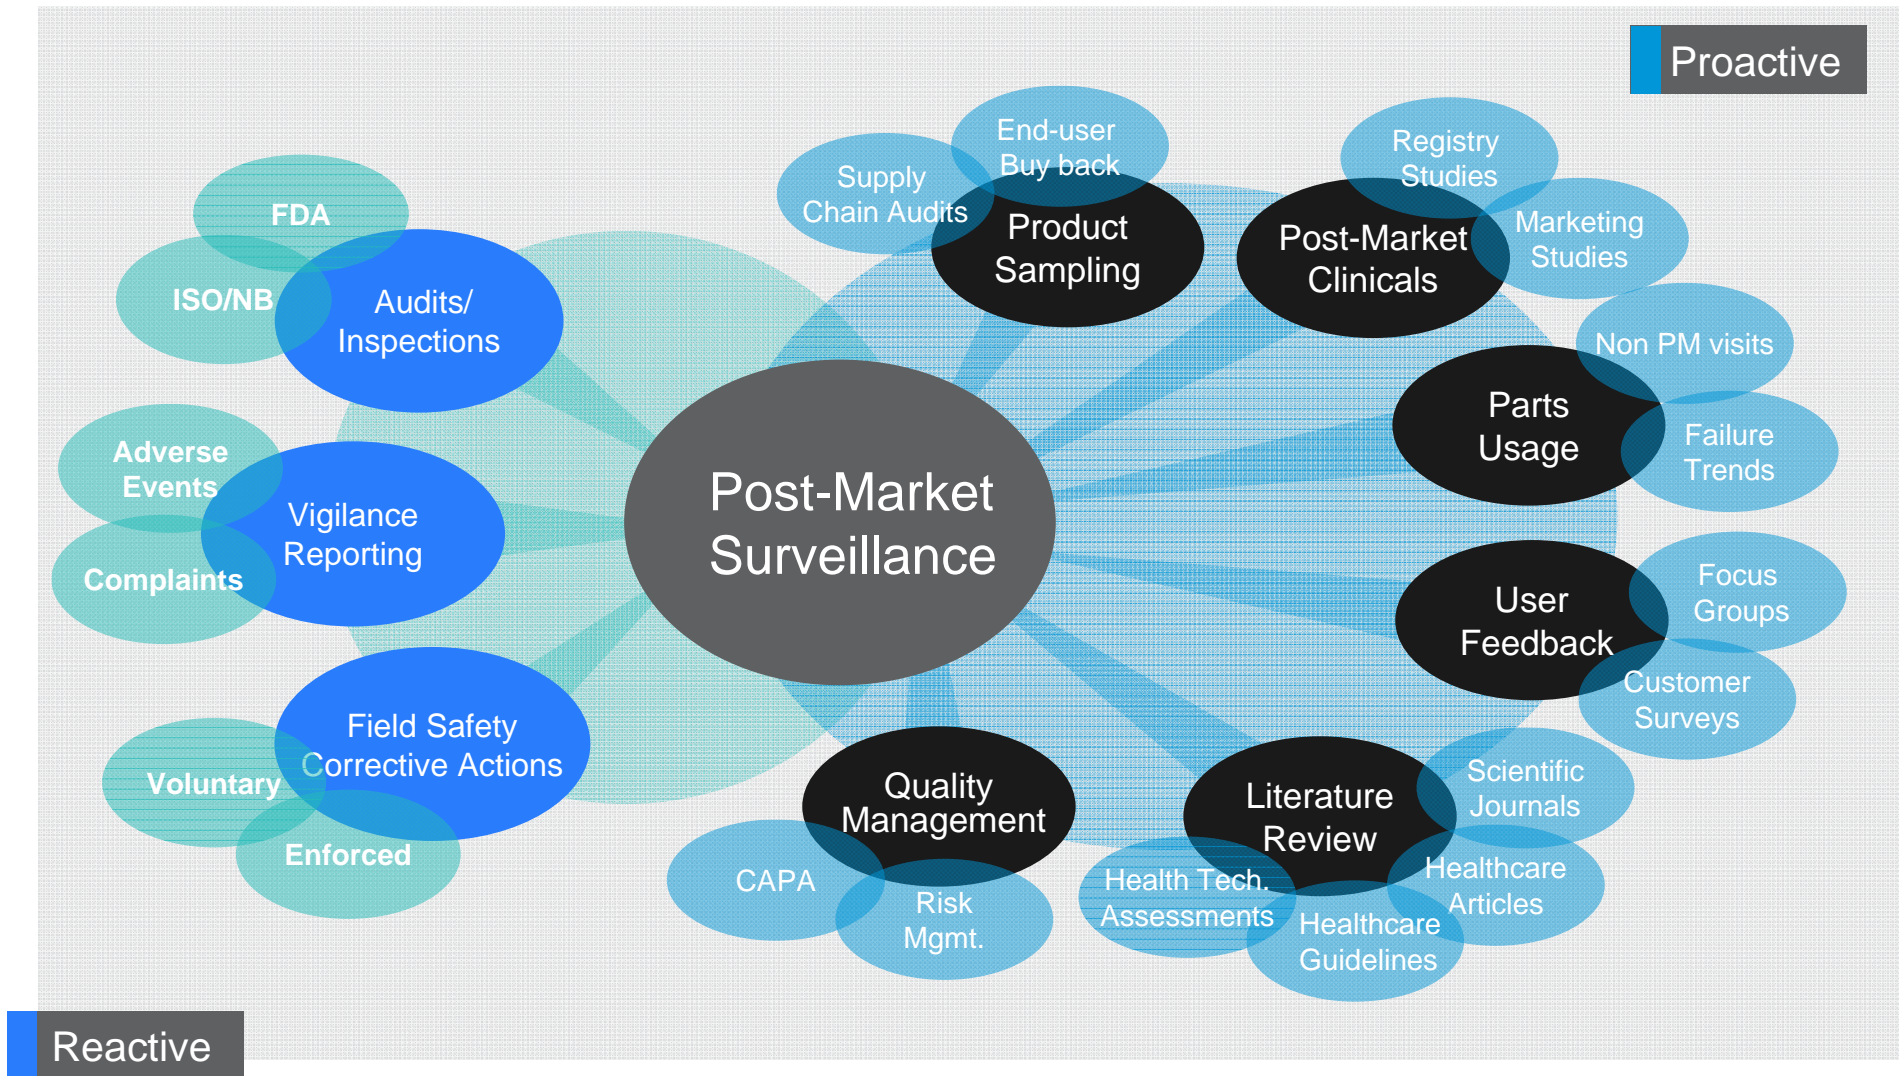 Proactive
End-user
Buy back
Supply
Chain Audits
Product
Sampling
Registry
Studies
Marketing
Studies
Post-Market
Clinicals
Non PM visits
Failure
Trends
Parts
Usage
FDA
ISO/NB
Audits/
Inspections
Adverse
Events
Complaints
Vigilance
Reporting
Post-Market
Surveillance
User
Feedback
Focus
Groups
Customer
Surveys
Field Safety
Corrective Actions
Voluntary
Enforced
Quality
Management
CAPA
Risk
Mgmt.
Literature
Review
Scientific
Journals
Healthcare
Articles
Healthcare
Guidelines
Health Tech.
Assessments
Reactive